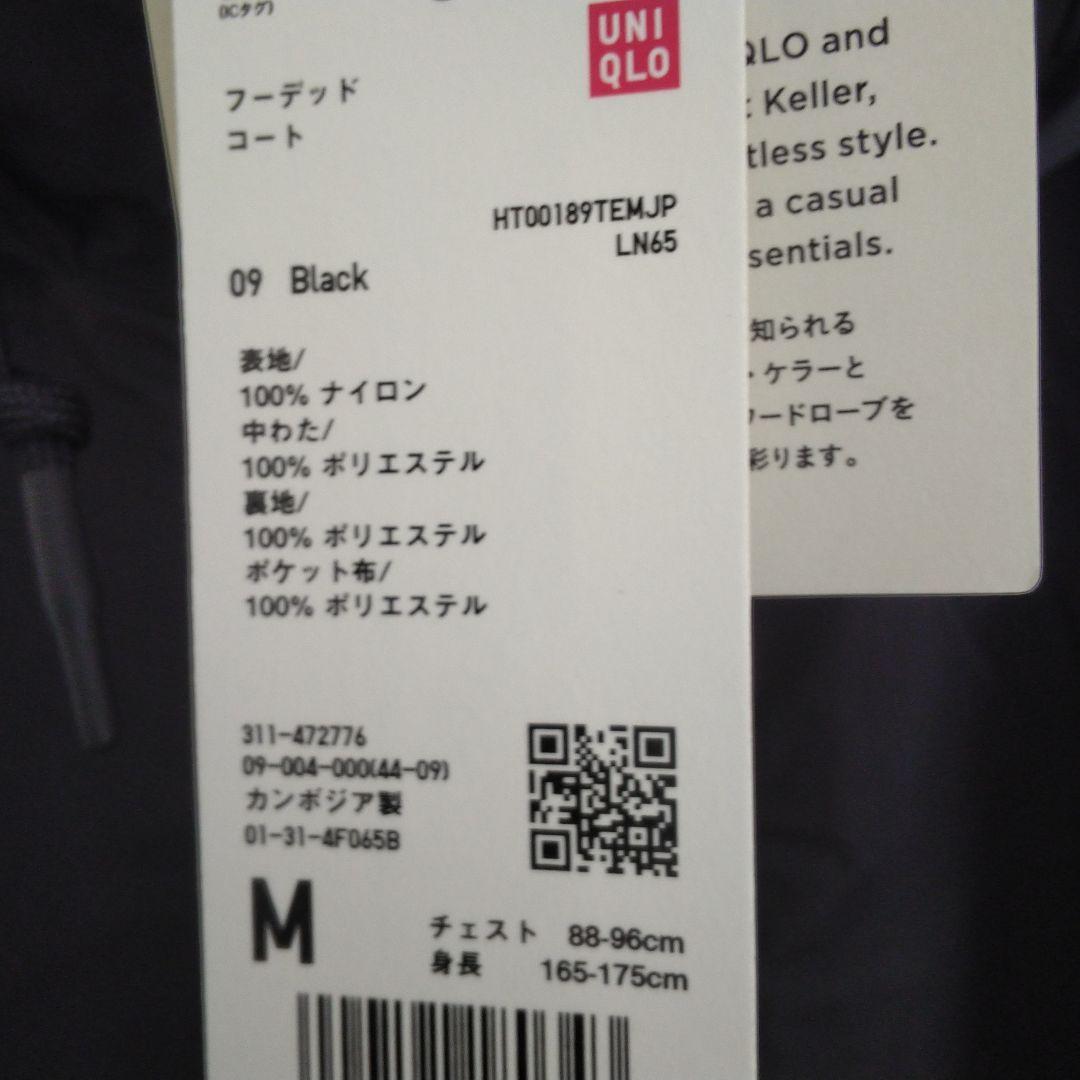 (ICタグ)
UNI
QLO
フーデッド
コート
HT00189TEMJP
LN65
09 Black
表地/
100% ナイロン
中わた/
100% ポリエステル
裏地/
100% ポリエステル
ポケット布/
100% ポリエステル
311-472776
09-004-000(44-09)
カンボジア製
01-31-4F065B
M
チェスト 88-96cm
身長 165-175cm
QLO and
Keller,
tless style.
a casual
sentials.
知られる
・ケラーと
ワードローブを
彩ります。